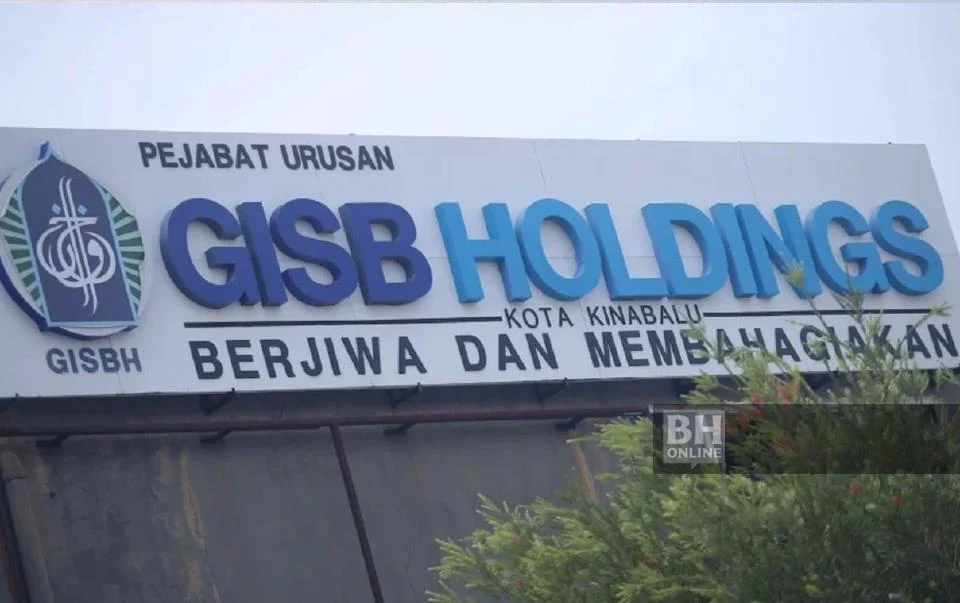 PEJABAT URUSAN
GISB HOLDINGS
KOTA KINABALU
BERJIWA DAN MEMBAHAGIAKAN
GISBH
BH
ONLINE